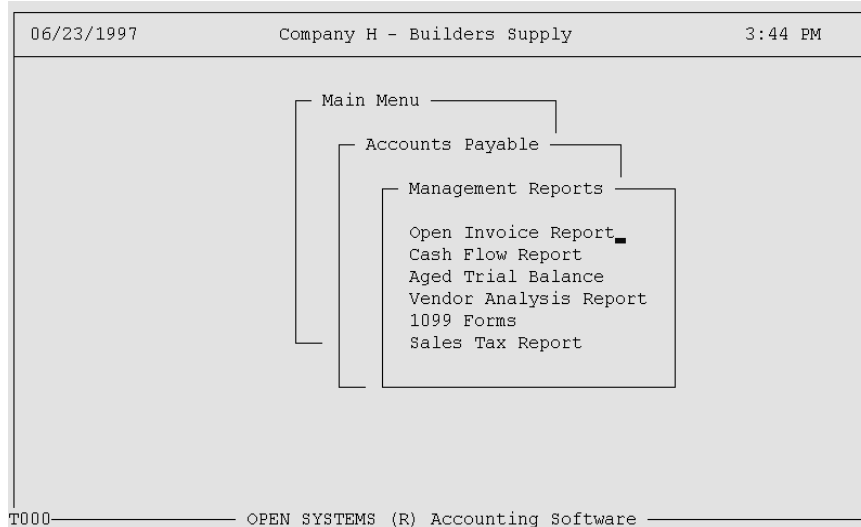 06/23/1997 Company H - Builders Supply 3:44 PM
Main Menu
Accounts Payable
Management Reports
Open Invoice Report
Cash Flow Report
Aged Trial Balance
Vendor Analysis Report
1099 Forms
Sales Tax Report
T000 OPEN SYSTEMS (R) Accounting Software